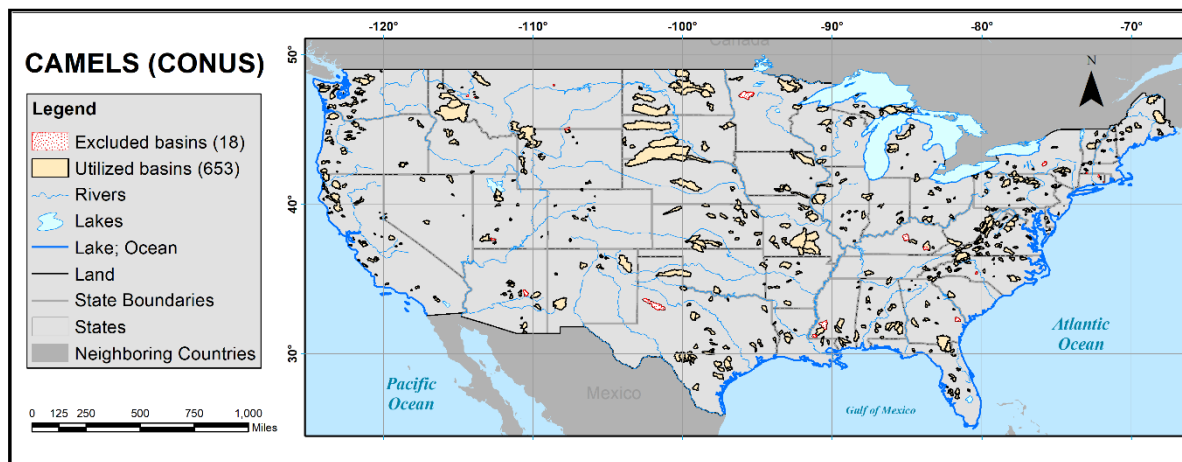 -120°
-110°
-100°
-90°
-80°
-70°
Canada
50°
40°
30°
N
CAMELS (CONUS)
Legend
Excluded basins (18)
Utilized basins (653)
Rivers
Lakes
Lake; Ocean
Land
State Boundaries
States
Neighboring Countries
0 125 250 500 750 1,000
Miles
Pacific
Ocean
Mexico
Gulf of Mexico
Atlantic
Ocean